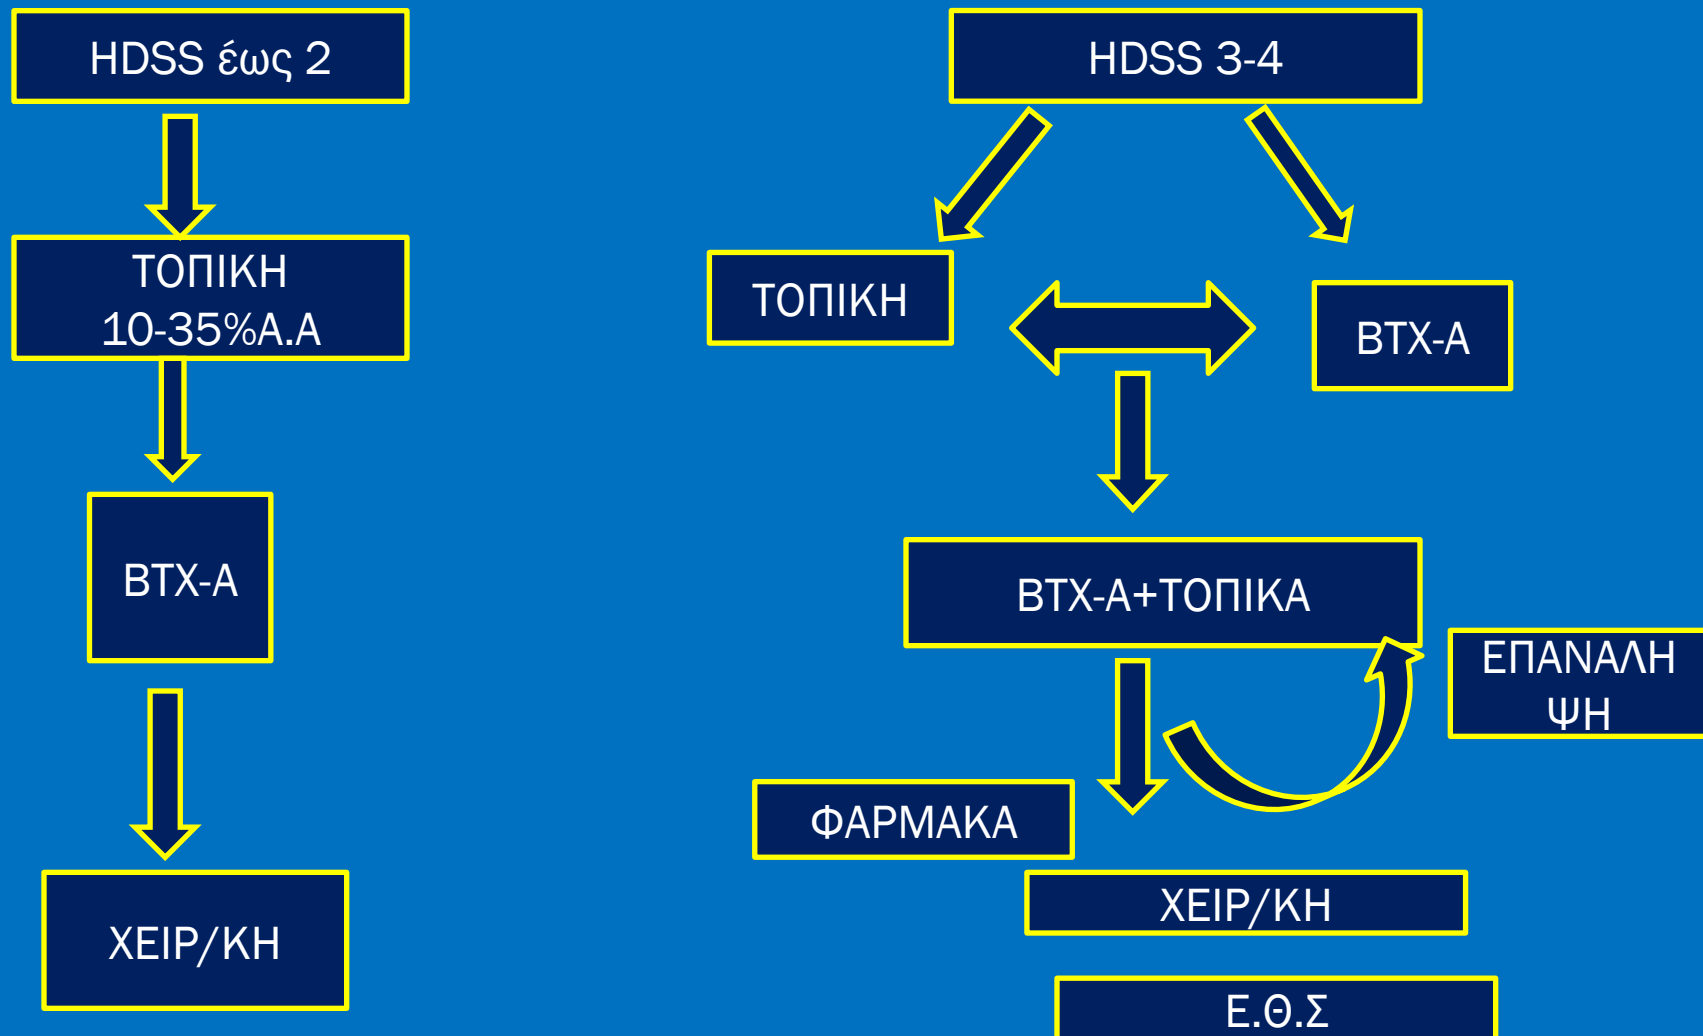 HDSS έως 2
ΤΟΠΙΚΗ
10-35%Α.Α
BTX-A
ΧΕΙΡ/ΚΗ
HDSS 3-4
ΤΟΠΙΚΗ
BTX-A
BTX-A+ΤΟΠΙΚΑ
ΕΠΑΝΑΛΗ
ΨΗ
ΦΑΡΜΑΚΑ
ΧΕΙΡ/ΚΗ
Ε.Θ.Σ